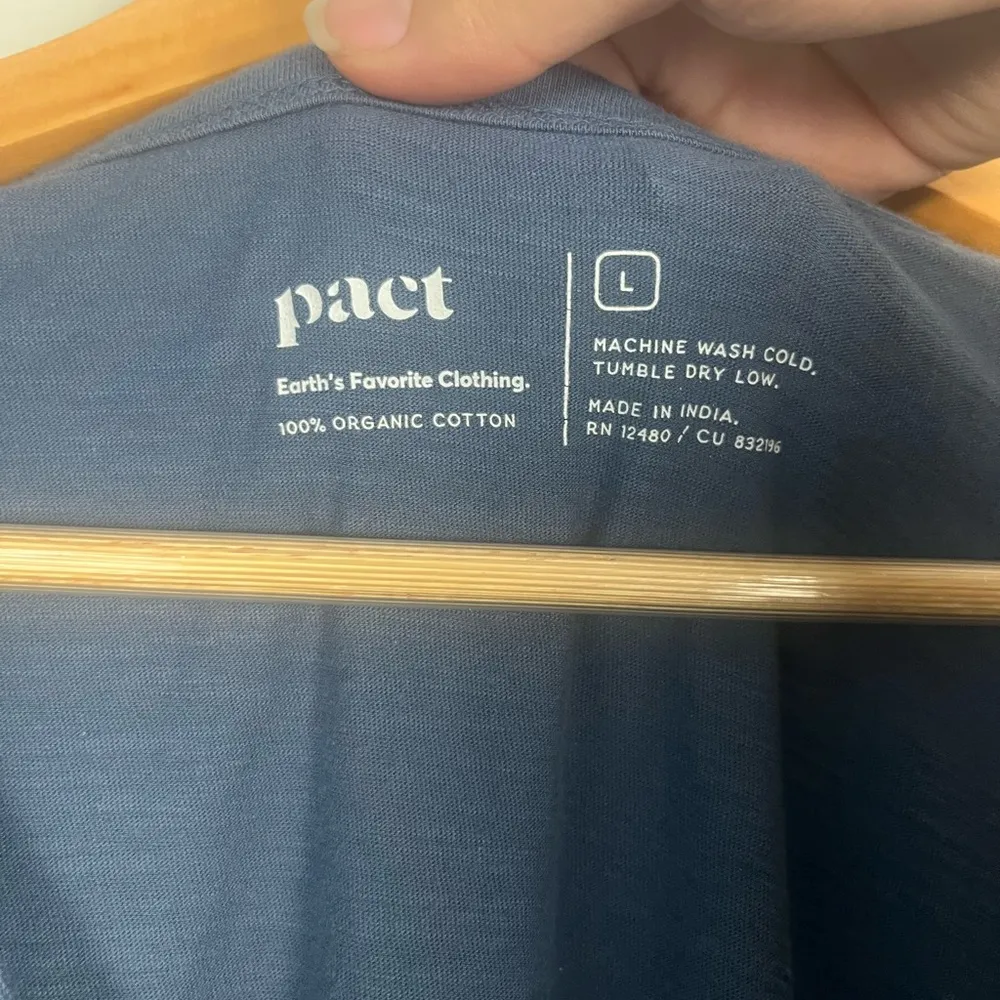 pact
Earth's Favorite Clothing.
100% ORGANIC COTTON
L
MACHINE WASH COLD.
TUMBLE DRY LOW.
MADE IN INDIA.
RN 12480 / CU 832196